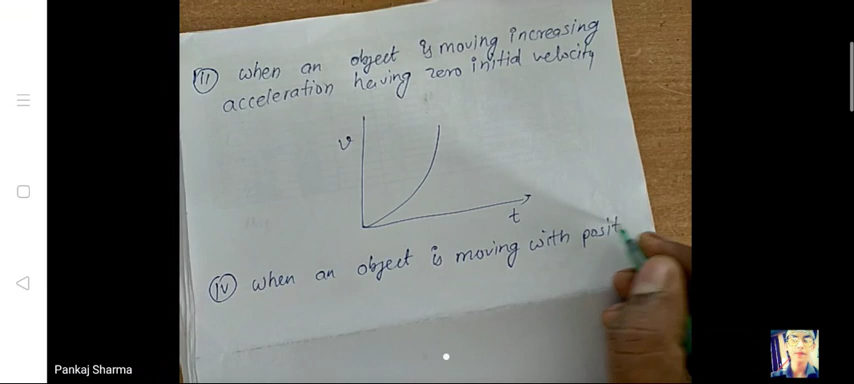 (iii) when an object is moving increasing
acceleration having zero initial velocity
v
t
(iv) when an object is moving with posit
Pankaj Sharma